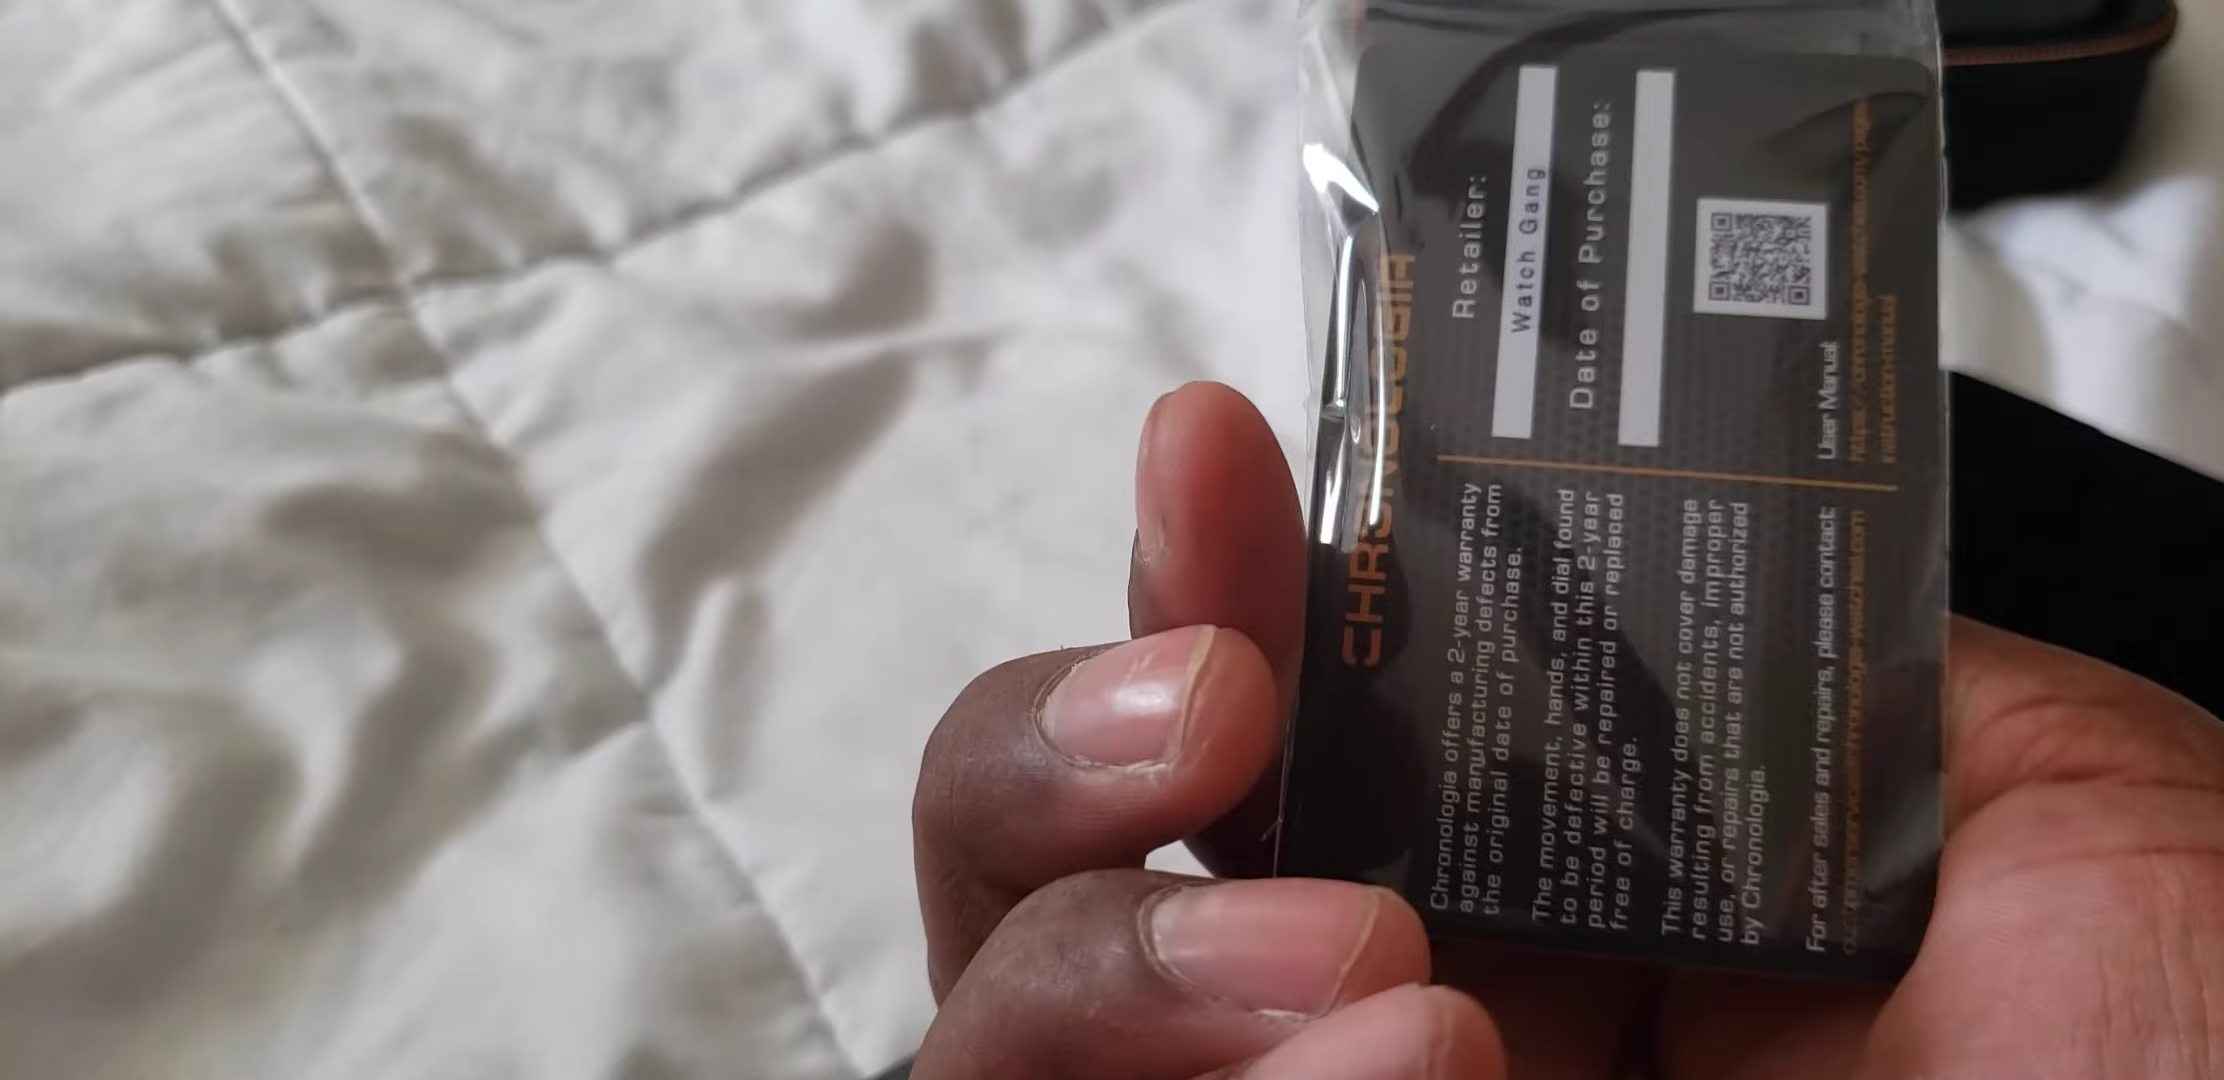 CHRONOLOGIA
Chronologia offers a 2-year warranty
against manufacturing defects from
the original date of purchase.
The movement, hands, and dial found
to be defective within this 2-year
period will be repaired or replaced
free of charge.
This warranty does not cover damage
resulting from accidents, improper
use, or repairs that are not authorized
by Chronologia.
For after sales and repairs, please contact:
Retailer:
Watch Gang
Date of Purchase:
User Manual:
instruction-manual